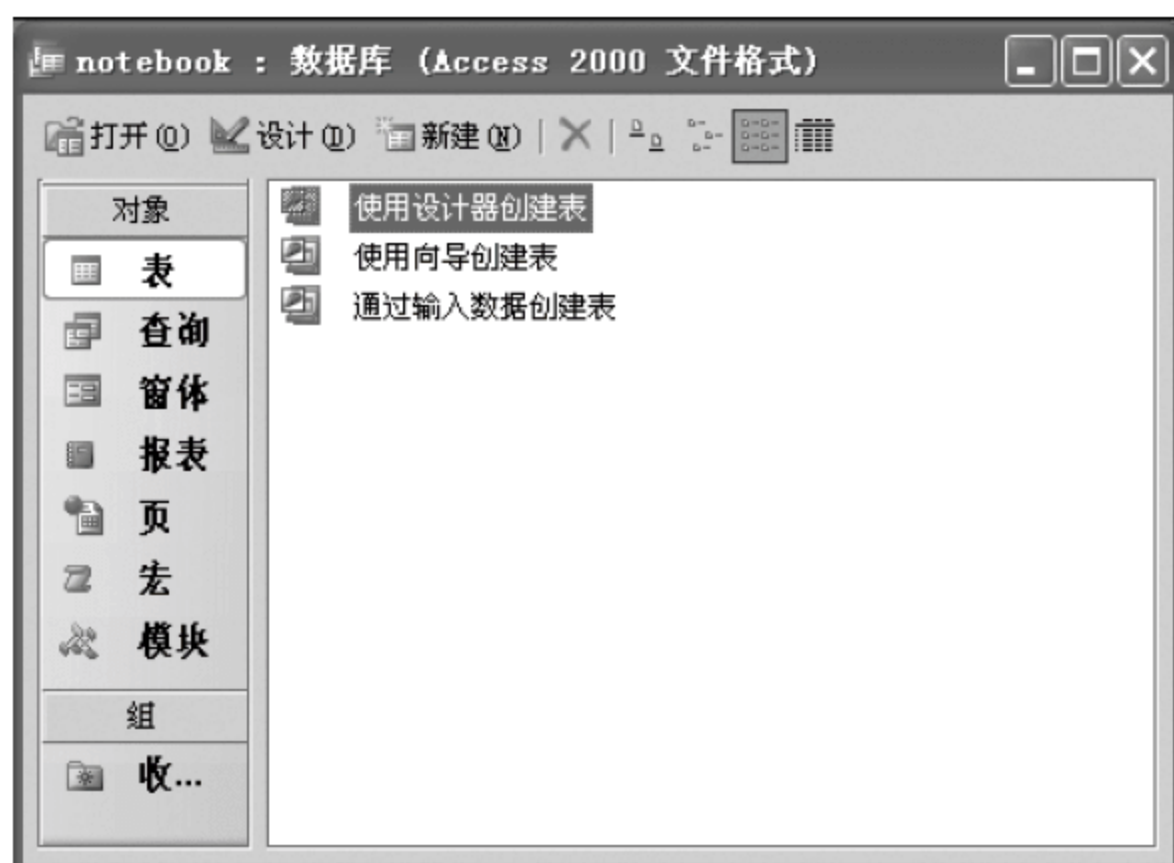 notebook : 数据库 (Access 2000 文件格式)
打开(O) 设计(D) 新建(N)
对象
表
查询
窗体
报表
页
宏
模块
组
收...
使用设计器创建表
使用向导创建表
通过输入数据创建表